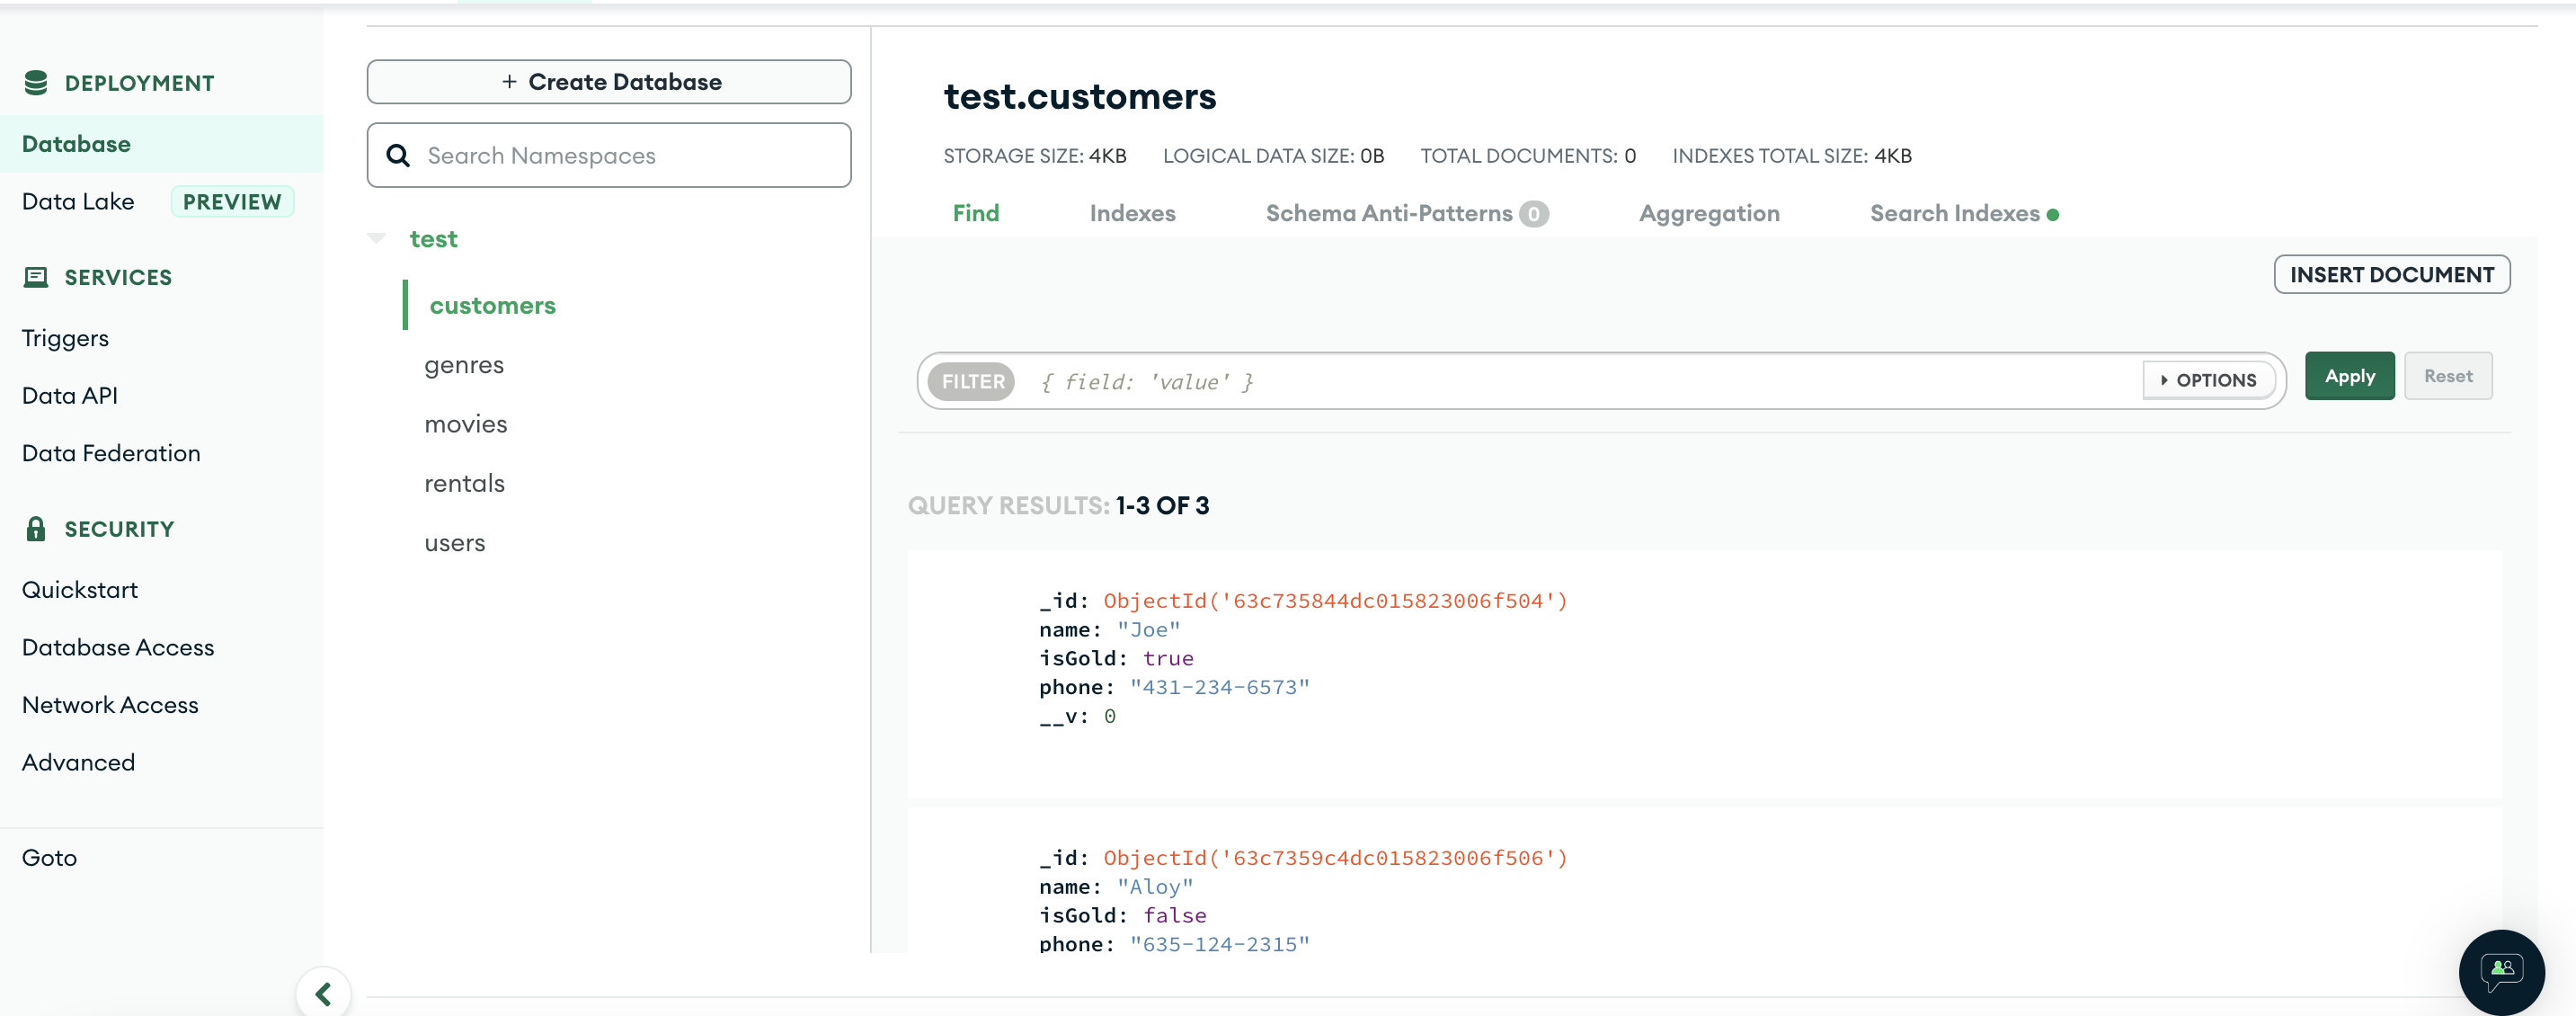 DEPLOYMENT
Database
Data Lake PREVIEW
SERVICES
Triggers
Data API
Data Federation
SECURITY
Quickstart
Database Access
Network Access
Advanced
Goto
+ Create Database
Search Namespaces
test
customers
genres
movies
rentals
users
test.customers
STORAGE SIZE: 4KB LOGICAL DATA SIZE: 0B TOTAL DOCUMENTS: 0 INDEXES TOTAL SIZE: 4KB
Find Indexes Schema Anti-Patterns 0 Aggregation Search Indexes
INSERT DOCUMENT
FILTER { field: 'value' } OPTIONS Apply Reset
QUERY RESULTS: 1-3 OF 3
_id: ObjectId('63c735844dc015823006f504')
name: "Joe"
isGold: true
phone: "431-234-6573"
__v: 0
_id: ObjectId('63c7359c4dc015823006f506')
name: "Aloy"
isGold: false
phone: "635-124-2315"